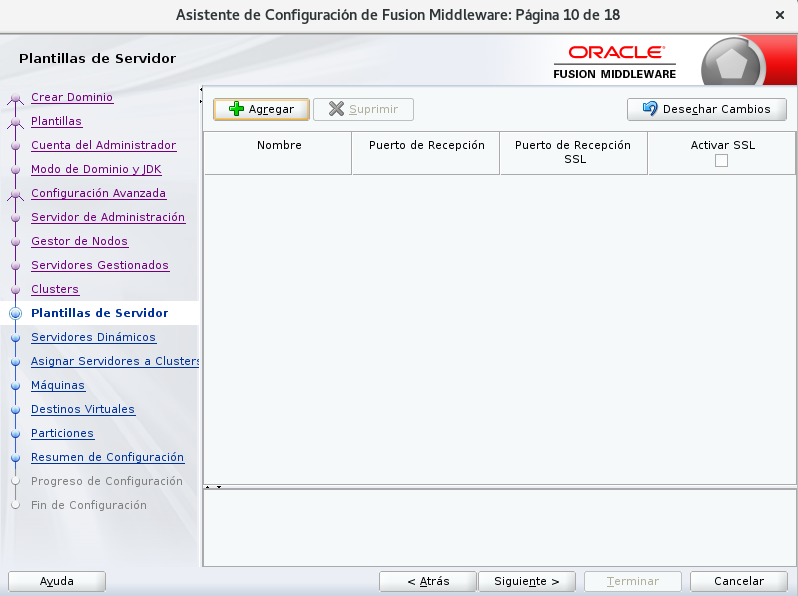 Asistente de Configuración de Fusion Middleware: Página 10 de 18
Plantillas de Servidor
ORACLE
FUSION MIDDLEWARE
Crear Dominio
Plantillas
Cuenta del Administrador
Modo de Dominio y JDK
Configuración Avanzada
Servidor de Administración
Gestor de Nodos
Servidores Gestionados
Clusters
Plantillas de Servidor
Servidores Dinámicos
Asignar Servidores a Clusters
Máquinas
Destinos Virtuales
Particiones
Resumen de Configuración
Progreso de Configuración
Fin de Configuración
Agregar
Suprimir
Desechar Cambios
Nombre
Puerto de Recepción
Puerto de Recepción
SSL
Activar SSL
Ayuda
< Atrás
Siguiente >
Terminar
Cancelar